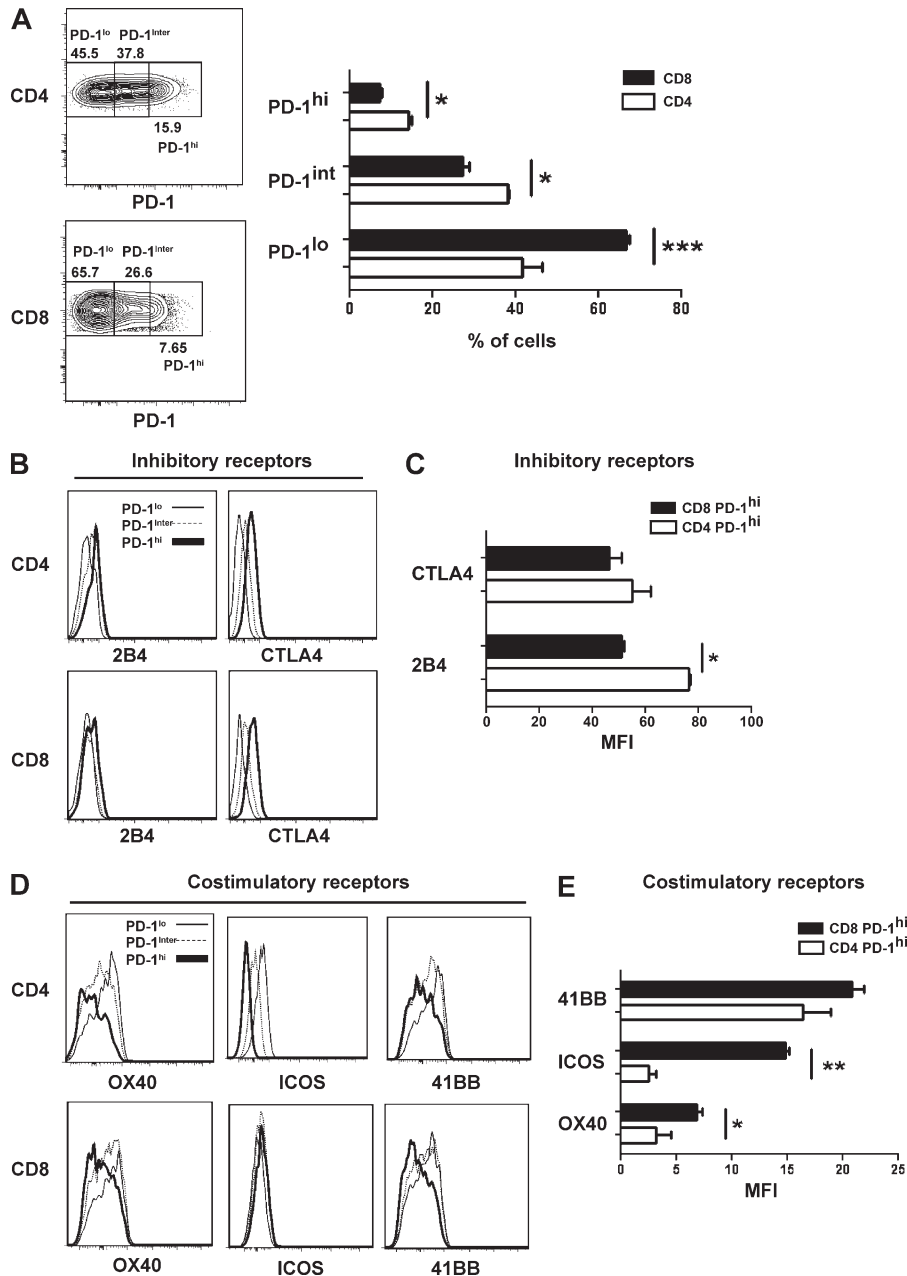 A
PD-1lo PD-1Inter
45.5 37.8
CD4
15.9
PD-1hi
PD-1
PD-1lo PD-1Inter
65.7 26.6
CD8
7.65
PD-1hi
PD-1
CD8
CD4
PD-1hi
*
PD-1int
*
PD-1lo
***
0 20 40 60 80
% of cells
B
Inhibitory receptors
PD-1lo
PD-1Inter
PD-1hi
CD4
2B4 CTLA4
CD8
2B4 CTLA4
C
Inhibitory receptors
CD8 PD-1hi
CD4 PD-1hi
CTLA4
2B4
*
0 20 40 60 80 100
MFI
D
Costimulatory receptors
PD-1lo
PD-1Inter
PD-1hi
CD4
OX40 ICOS 41BB
CD8
OX40 ICOS 41BB
E
Costimulatory receptors
CD8 PD-1hi
CD4 PD-1hi
41BB
ICOS
**
OX40
*
0 5 10 15 20 25
MFI